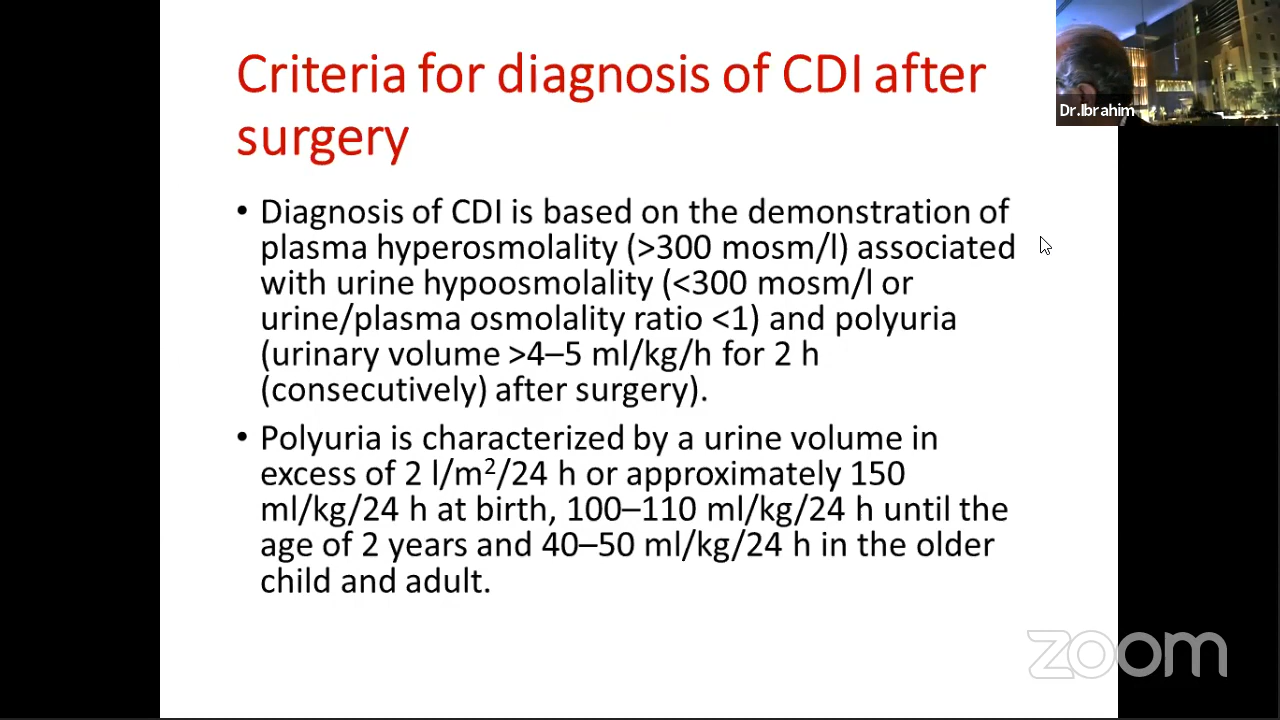 Criteria for diagnosis of CDI after
surgery
• Diagnosis of CDI is based on the demonstration of
plasma hyperosmolality (>300 mosm/l) associated
with urine hypoosmolality (<300 mosm/l or
urine/plasma osmolality ratio <1) and polyuria
(urinary volume >4–5 ml/kg/h for 2 h
(consecutively) after surgery).
• Polyuria is characterized by a urine volume in
excess of 2 l/m²/24 h or approximately 150
ml/kg/24 h at birth, 100–110 ml/kg/24 h until the
age of 2 years and 40–50 ml/kg/24 h in the older
child and adult.
Dr.Ibrahim
zoom